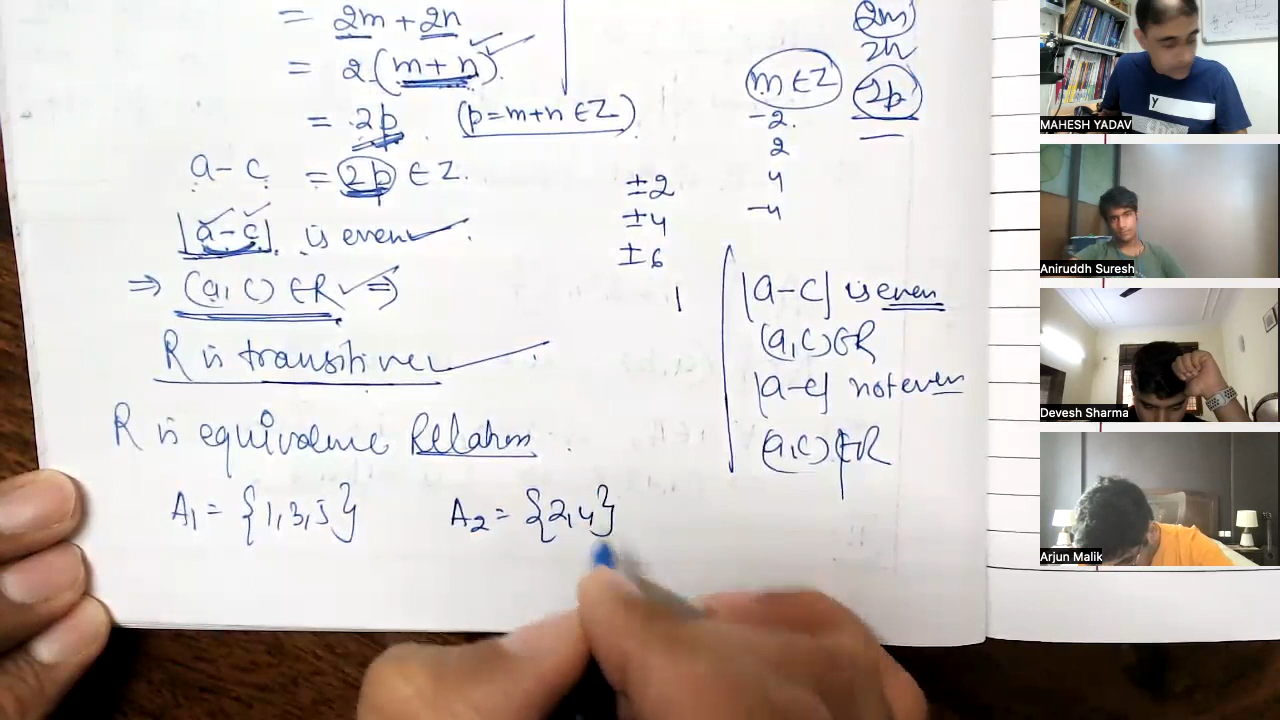 = 2m + 2n
= 2 (m + n)
= 2p (p = m+n ∈ Z)
a - c = 2p ∈ Z.
|a - c| is even
⇒ (a, c) ∈ R ⇒
R is transitive
R is equivalence Relation.
A₁ = {1, 3, 5} A₂ = {2, 4}
m ∈ Z
-2
2
4
-4
±2
±4
±6
1
2m
2n
2p
|a - c| is even
(a, c) ∈ R
|a - c| not even
(a, c) ∉ R
Y
MAHESH YADAV
Aniruddh Suresh
Devesh Sharma
Arjun Malik